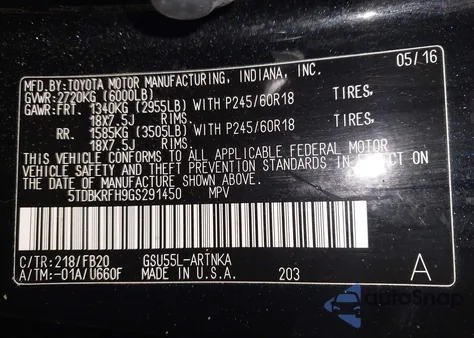 MFD.BY:TOYOTA MOTOR MANUFACTURING, INDIANA, INC. 05/16
GVWR:2720KG (6000LB)
GAWR:FRT. 1340KG (2955LB) WITH P245/60R18 TIRES,
18X7.5J RIMS.
RR. 1585KG (3505LB) WITH P245/60R18 TIRES,
18X7.5J RIMS.
THIS VEHICLE CONFORMS TO ALL APPLICABLE FEDERAL MOTOR
VEHICLE SAFETY AND THEFT PREVENTION STANDARDS IN EFFECT ON
THE DATE OF MANUFACTURE SHOWN ABOVE.
5TDBKRFH9GS291450 MPV
C/TR:218/FB20 GSU55L-ARTNKA
A/TM:-01A/U660F MADE IN U.S.A. 203 A
autoSnap